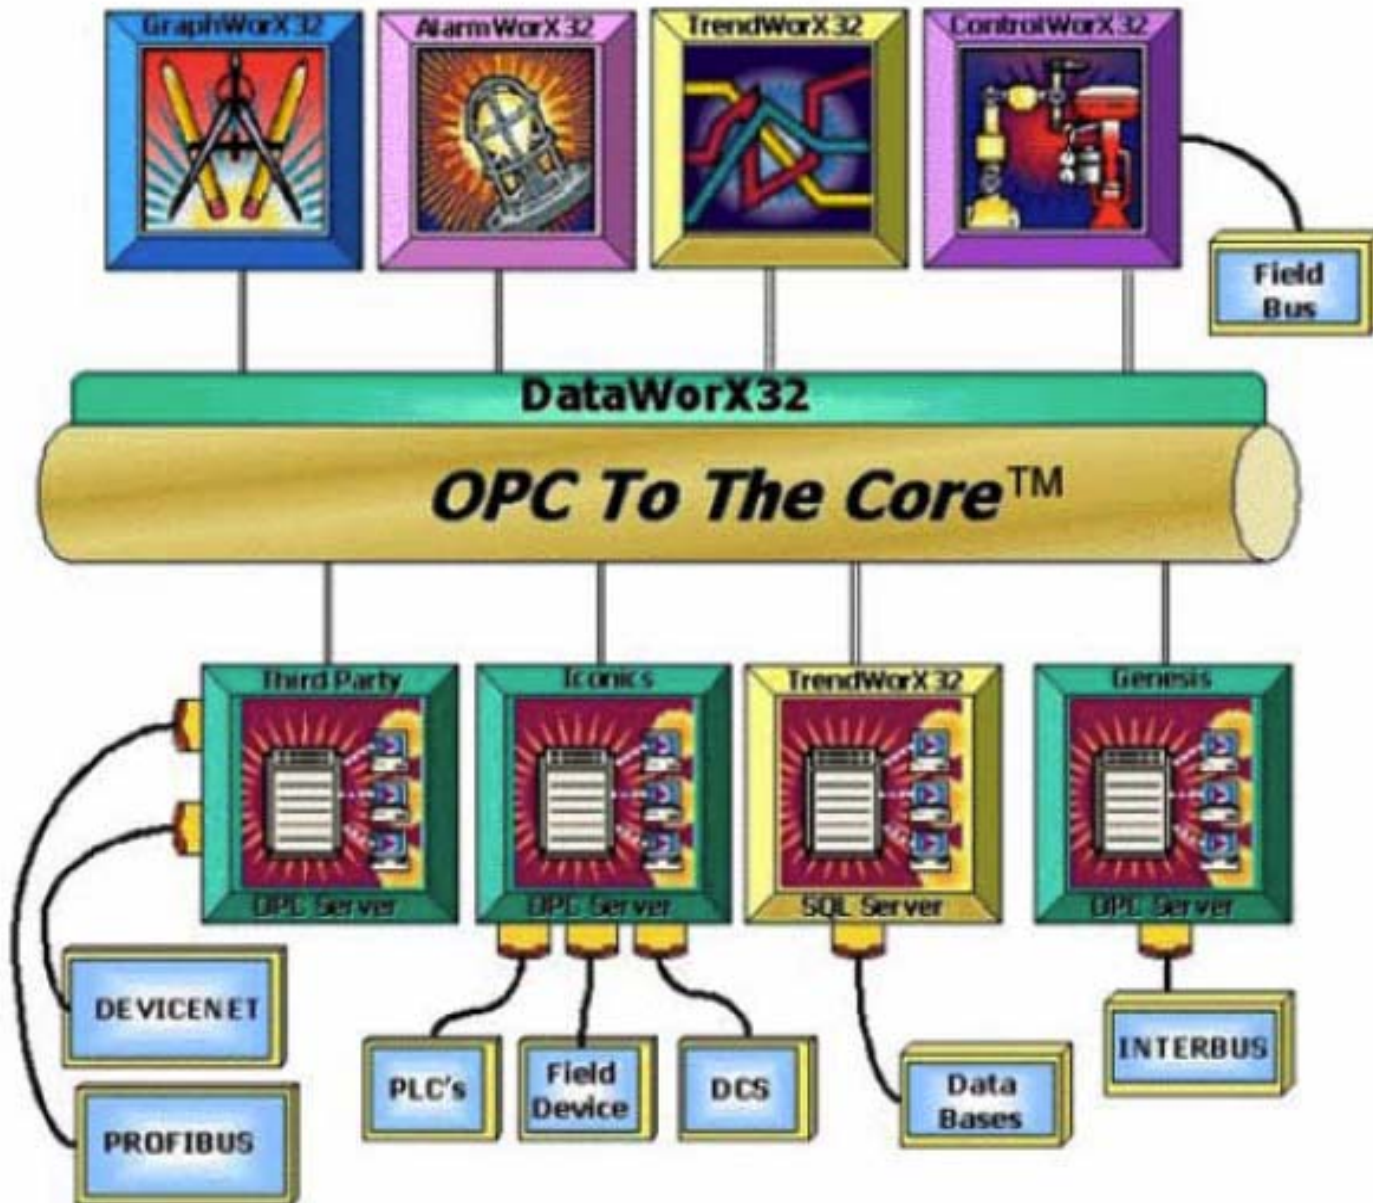 GraphWorX32
AlarmWorX32
TrendWorX32
ControlWorX32
Field
Bus
DataWorX32
OPC To The Core™
Third Party
OPC Server
Iconics
OPC Server
TrendWorX32
SQL Server
Genesis
OPC Server
DEVICENET
PROFIBUS
PLC's
Field
Device
DCS
Data
Bases
INTERBUS